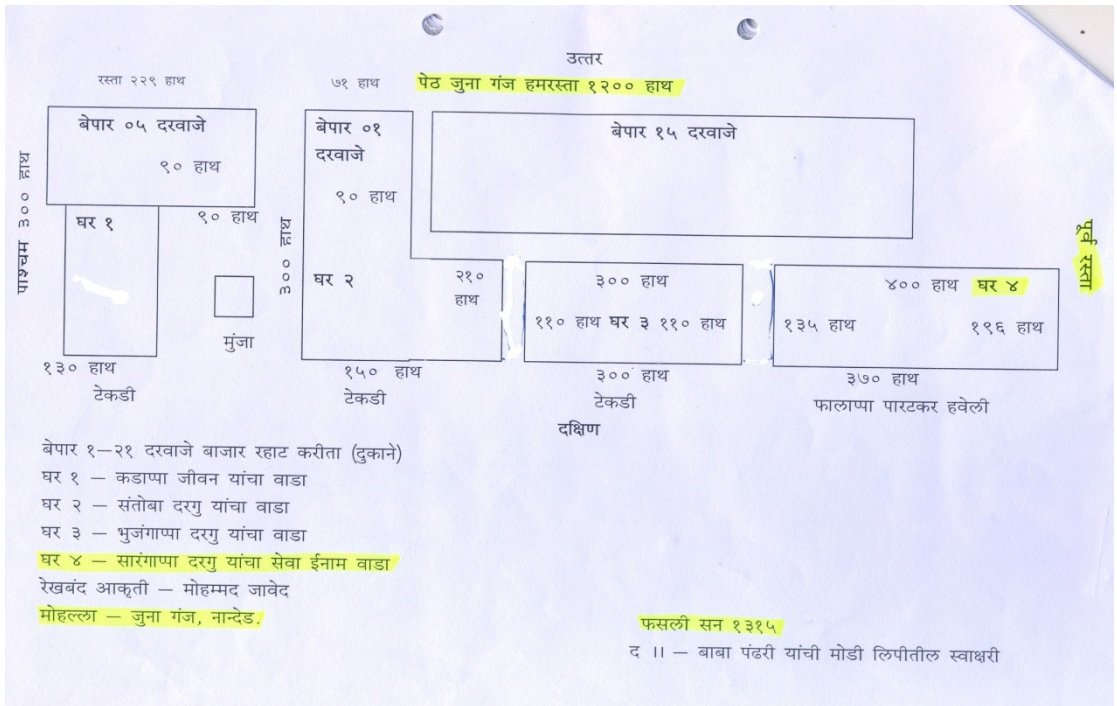 उत्तर
रस्ता २२९ हाथ
७१ हाथ
पेठ जुना गंज हमरस्ता १२०० हाथ
पाश्चिम ३०० हाथ
बेपार ०५ दरवाजे
९० हाथ
घर १
९० हाथ
मुंजा
१३० हाथ
टेकडी
३०० हाथ
बेपार ०१
दरवाजे
९० हाथ
घर २
२१०
हाथ
१५० हाथ
टेकडी
बेपार १५ दरवाजे
३०० हाथ
११० हाथ घर ३ ११० हाथ
३०० हाथ
टेकडी
४०० हाथ घर ४
१३५ हाथ
१९६ हाथ
३७० हाथ
फालाप्पा पारटकर हवेली
पूर्व रस्ता
दक्षिण
बेपार १–२१ दरवाजे बाजार रहाट करीता (दुकाने)
घर १ – कडाप्पा जीवन यांचा वाडा
घर २ – संतोबा दरगु यांचा वाडा
घर ३ – भुजंगाप्पा दरगु यांचा वाडा
घर ४ – सारंगाप्पा दरगु यांचा सेवा ईनाम वाडा
रेखबंद आकृती – मोहम्मद जावेद
मोहल्ला – जुना गंज, नान्देड.
फसली सन १३१५
द ।। – बाबा पंढरी यांची मोडी लिपीतील स्वाक्षरी